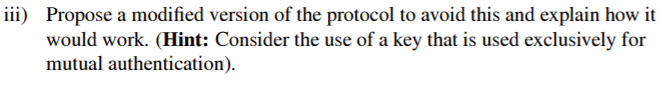 iii) Propose a modified version of the protocol to avoid this and explain how it
would work. (Hint: Consider the use of a key that is used exclusively for
mutual authentication).